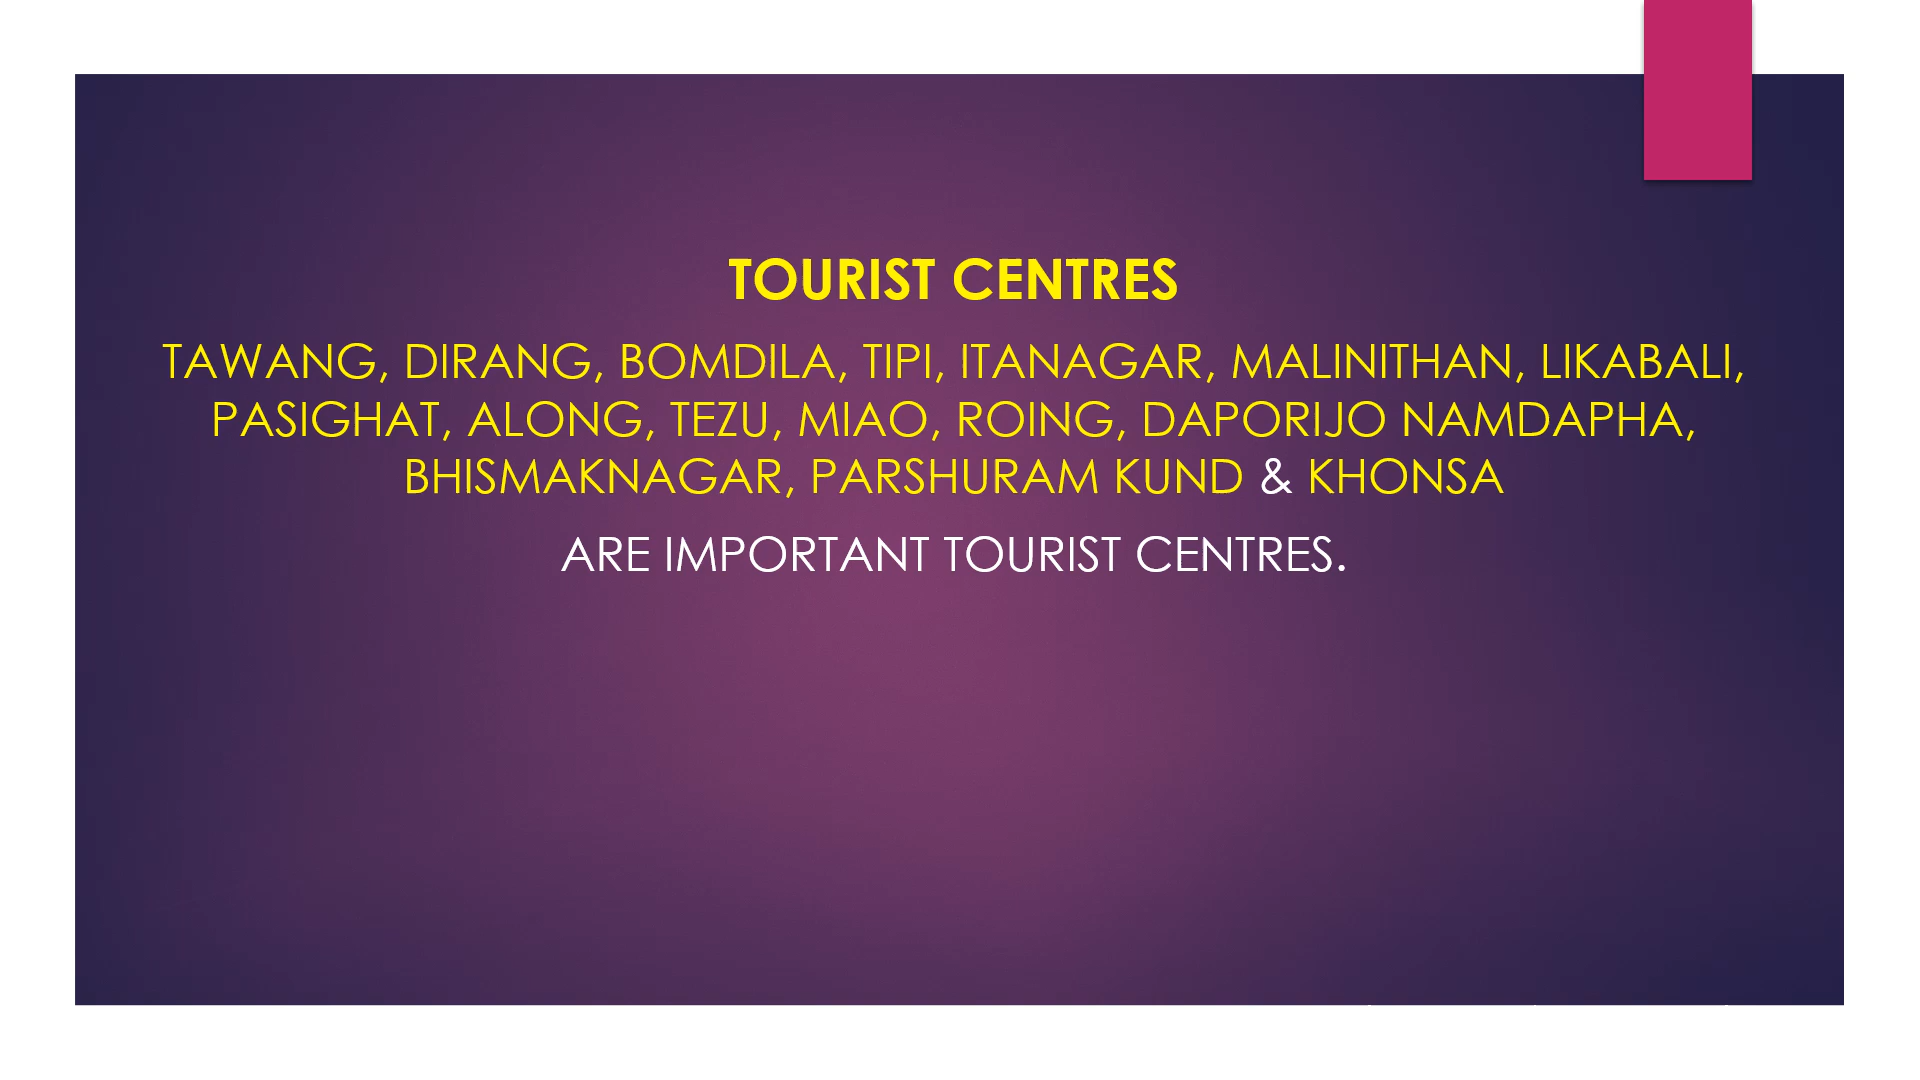 TOURIST CENTRES
TAWANG, DIRANG, BOMDILA, TIPI, ITANAGAR, MALINITHAN, LIKABALI,
PASIGHAT, ALONG, TEZU, MIAO, ROING, DAPORIJO NAMDAPHA,
BHISMAKNAGAR, PARSHURAM KUND & KHONSA
ARE IMPORTANT TOURIST CENTRES.